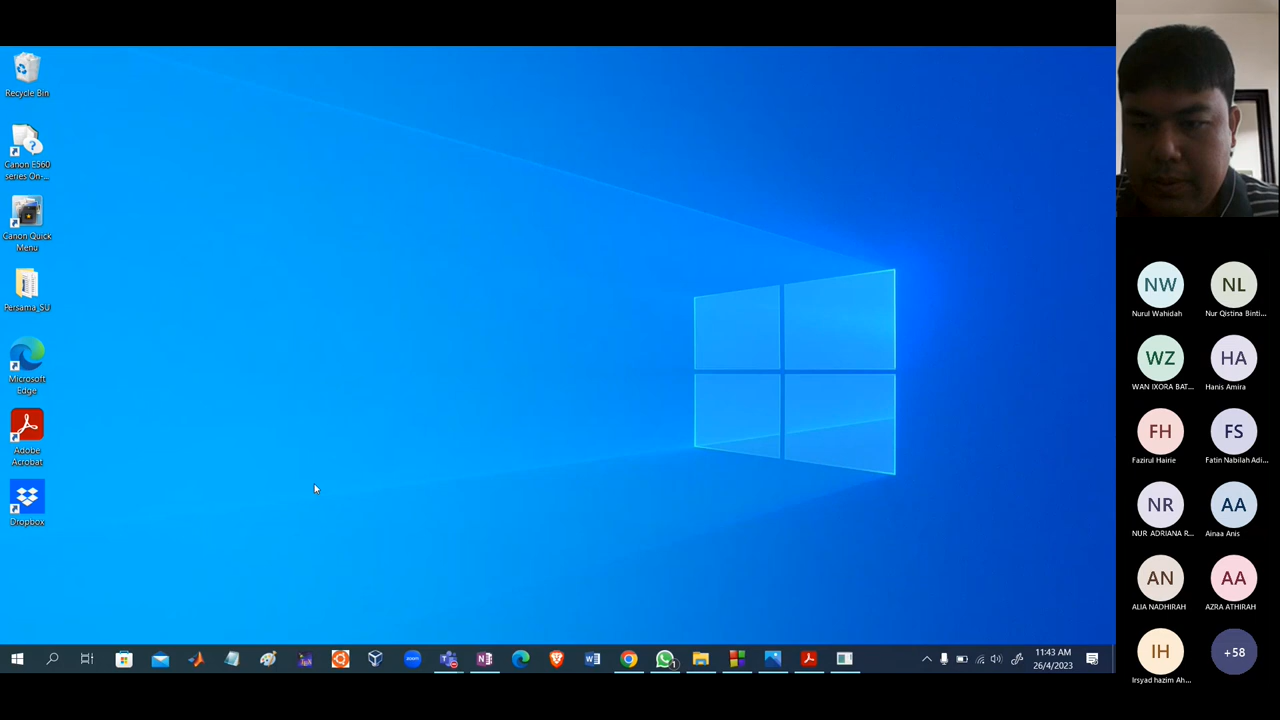 Recycle Bin
Canon E560
series On-...
Canon Quick
Menu
Persama_SU
Microsoft
Edge
Adobe
Acrobat
Dropbox
zoom
1
11:43 AM
26/4/2023
NW
Nurul Wahidah
NL
Nur Qistina Binti...
WZ
WAN IXORA BAT...
HA
Hanis Amira
FH
Fazirul Hairie
FS
Fatin Nabilah Adi...
NR
NUR ADRIANA R...
AA
Ainaa Anis
AN
ALIA NADHIRAH
AA
AZRA ATHIRAH
IH
Irsyad hazim Ah...
+58